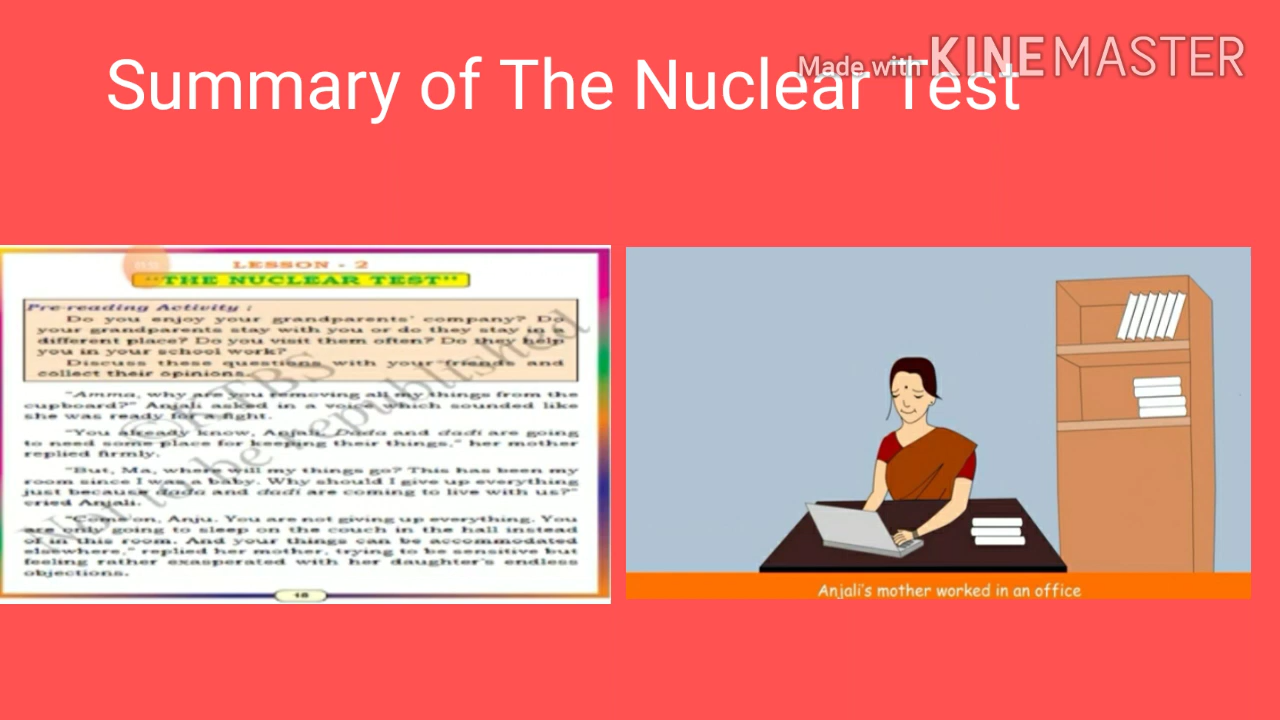 Made with KINEMASTER
Summary of The Nuclear Test
LESSON - 2
"THE NUCLEAR TEST"
Pre-reading Activity :
Do you enjoy your grandparents' company? Do
your grandparents stay with you or do they stay in a
different place? Do you visit them often? Do they help
you in your school work?
Discuss these questions with your friends and
collect their opinions.
"Amma, why are you removing all my things from the
cupboard?" Anjali asked in a voice which sounded like
she was ready for a fight.
"You already know, Anjali. Dada and dadi are going
to need some place for keeping their things," her mother
replied firmly.
"But, Ma, where will my things go? This has been my
room since I was a baby. Why should I give up everything
just because dada and dadi are coming to live with us?"
cried Anjali.
"Come on, Anju. You are not giving up everything. You
are only going to sleep on the couch in the hall instead
of in this room. And your things can be accommodated
elsewhere," replied her mother, trying to be sensitive but
feeling rather exasperated with her daughter's endless
objections.
SKTBS
Not to be republished
18
Anjali's mother worked in an office